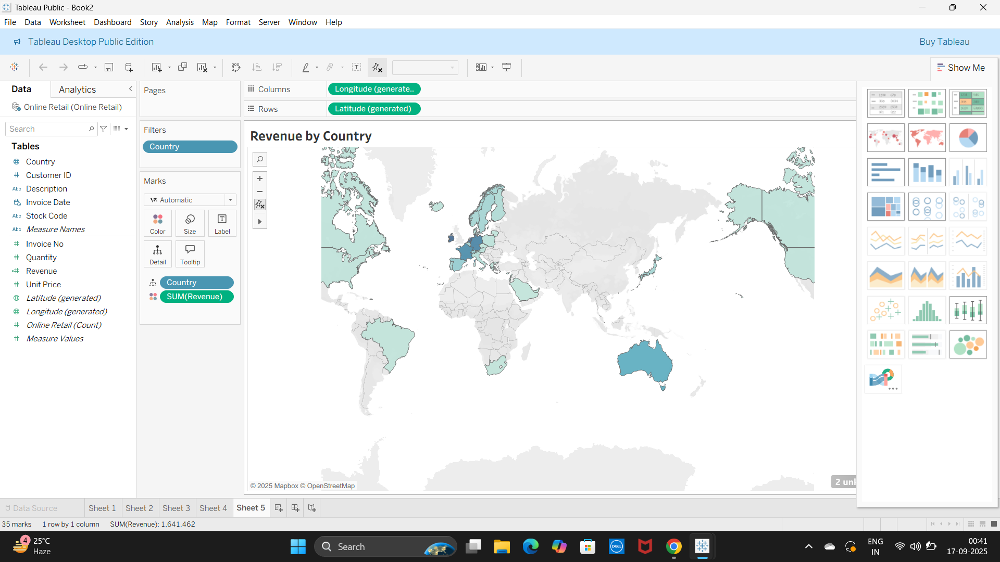 Tableau Public - Book2
File Data Worksheet Dashboard Story Analysis Map Format Server Window Help
Tableau Desktop Public Edition
Buy Tableau
Show Me
Data
Analytics
Online Retail (Online Retail)
Search
Tables
Country
Customer ID
Abc Description
Invoice Date
Abc Stock Code
Abc Measure Names
Invoice No
Quantity
Revenue
Unit Price
Latitude (generated)
Longitude (generated)
Online Retail (Count)
Measure Values
Pages
Filters
Country
Marks
Automatic
Color
Size
Label
Detail
Tooltip
Country
SUM(Revenue)
Columns
Longitude (generate..
Rows
Latitude (generated)
Revenue by Country
© 2025 Mapbox © OpenStreetMap
2 unk
Data Source
Sheet 1
Sheet 2
Sheet 3
Sheet 4
Sheet 5
35 marks
1 row by 1 column
SUM(Revenue): 1,641,462
4
25°C
Haze
Search
DELL
ENG
IN
00:41
17-09-2025